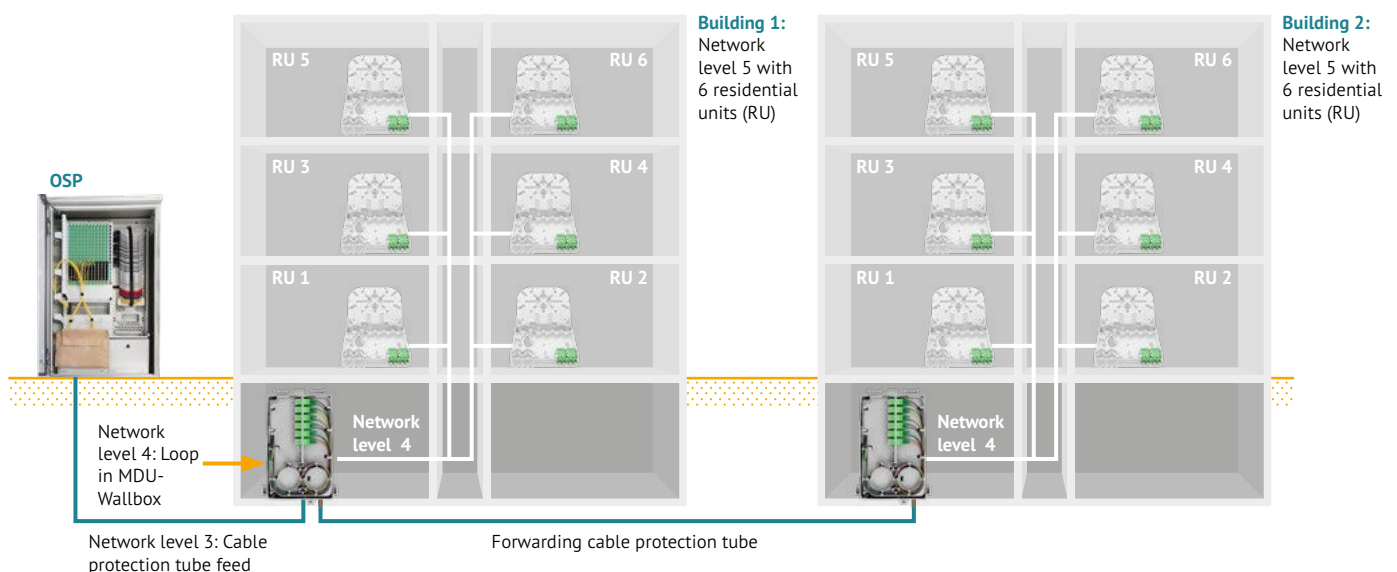 Building 1:
Network
level 5 with
6 residential
units (RU)
Building 2:
Network
level 5 with
6 residential
units (RU)
RU 5
RU 6
RU 5
RU 6
RU 3
RU 4
RU 3
RU 4
OSP
RU 1
RU 2
RU 1
RU 2
Network
level 4: Loop
in MDU-
Wallbox
Network
level 4
Network
level 4
Network level 3: Cable
protection tube feed
Forwarding cable protection tube